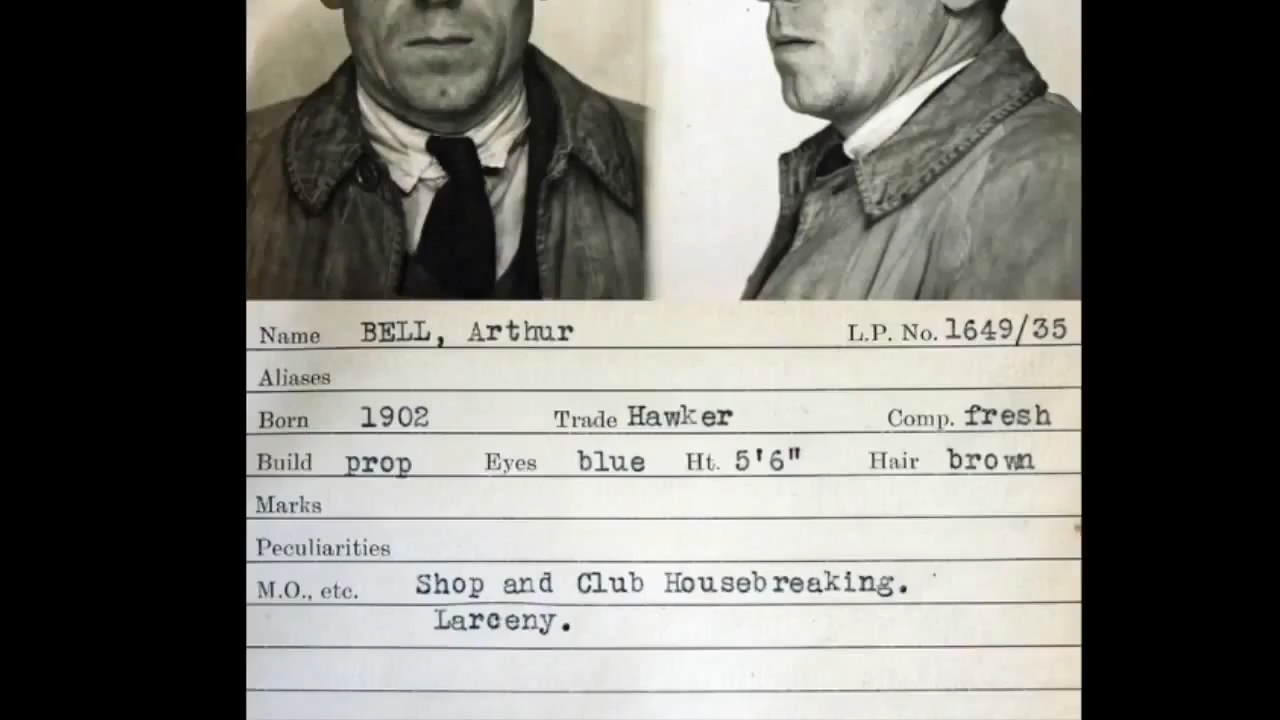 Name BELL, Arthur L.P. No. 1649/35
Aliases
Born 1902 Trade Hawker Comp. fresh
Build prop Eyes blue Ht. 5'6" Hair brown
Marks
Peculiarities
M.O., etc. Shop and Club Housebreaking.
Larceny.